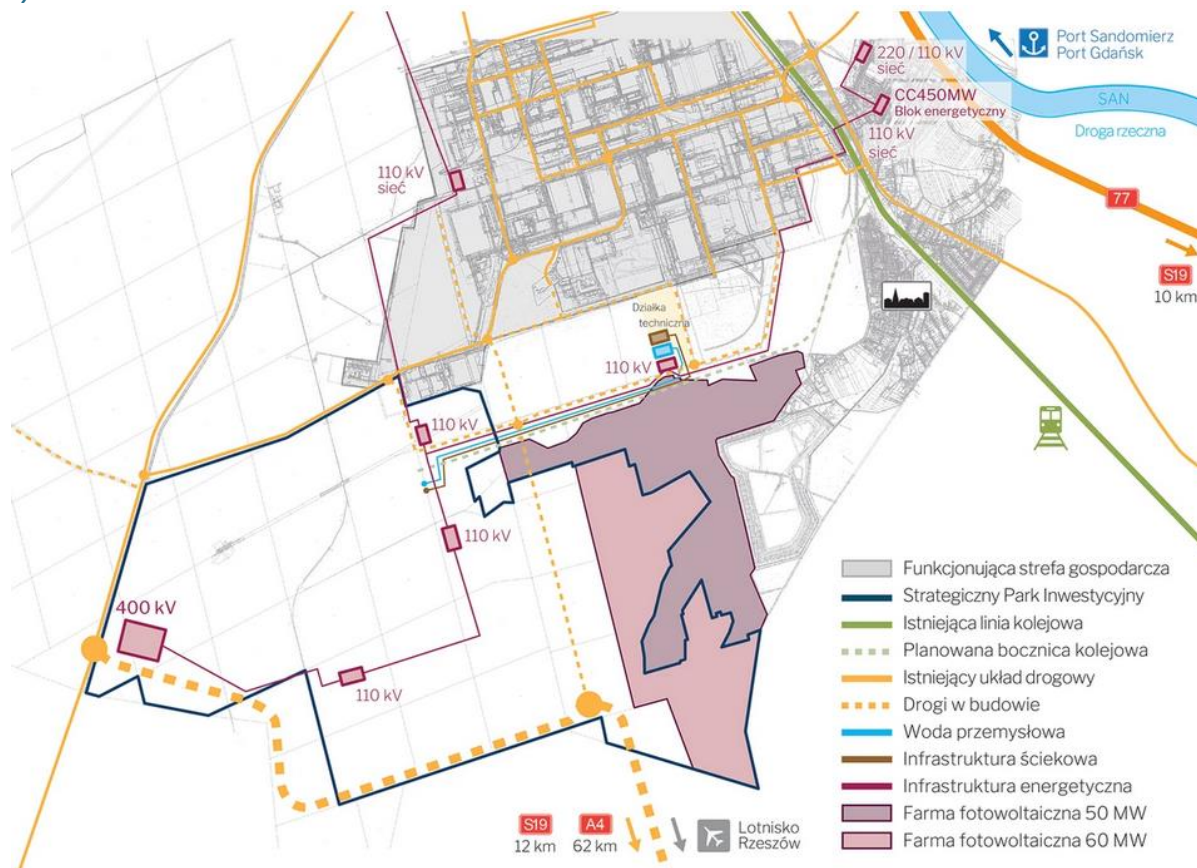 Port Sandomierz
Port Gdańsk
220 / 110 kV
sieć
CC450MW
Blok energetyczny
110 kV
sieć
SAN
Droga rzeczna
77
S19
10 km
110 kV
sieć
Działka
techniczna
110 kV
110 kV
110 kV
400 kV
110 kV
Funkcjonująca strefa gospodarcza
Strategiczny Park Inwestycyjny
Istniejąca linia kolejowa
Planowana bocznica kolejowa
Istniejący układ drogowy
Drogi w budowie
Woda przemysłowa
Infrastruktura ściekowa
Infrastruktura energetyczna
Farma fotowoltaiczna 50 MW
Farma fotowoltaiczna 60 MW
S19
12 km
A4
62 km
Lotnisko
Rzeszów